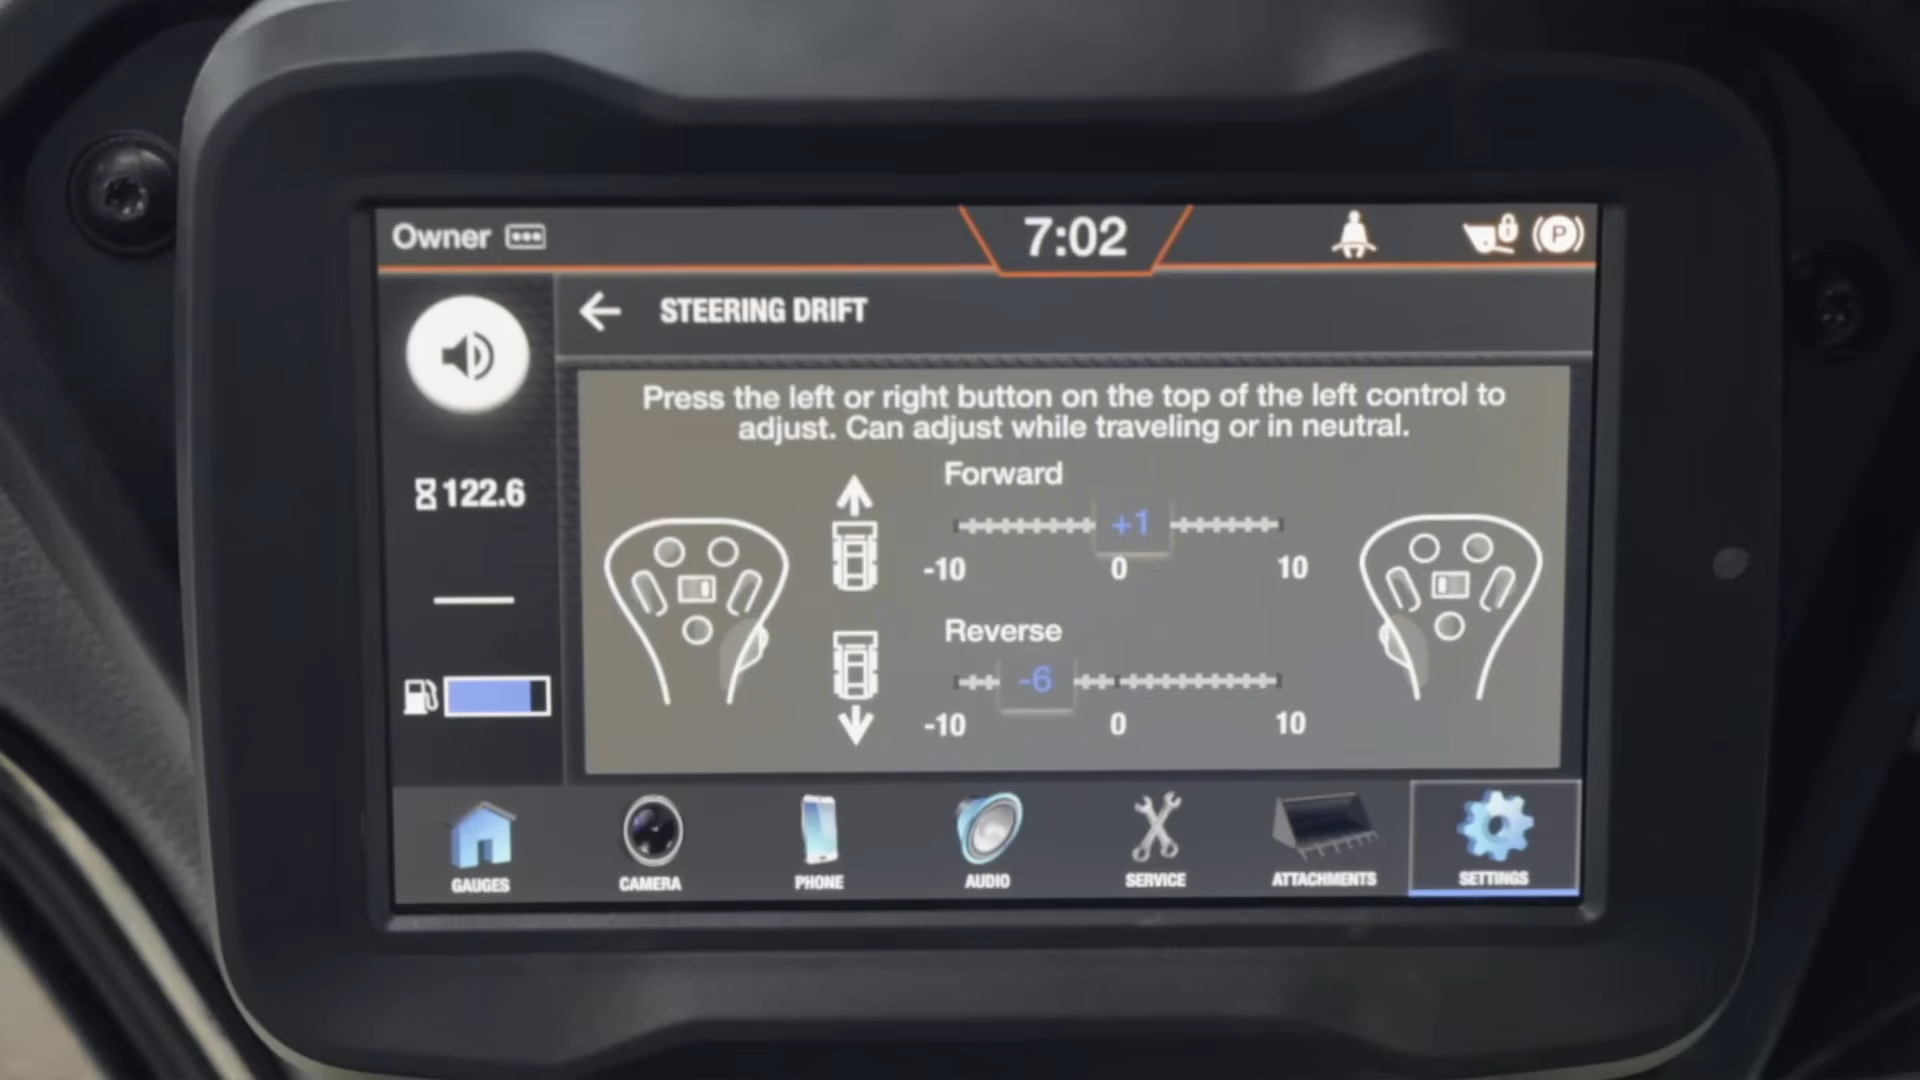 Owner
7:02
P
STEERING DRIFT
Press the left or right button on the top of the left control to
adjust. Can adjust while traveling or in neutral.
122.6
Forward
+1
-10 0 10
Reverse
-6
-10 0 10
GAUGES CAMERA PHONE AUDIO SERVICE ATTACHMENTS SETTINGS